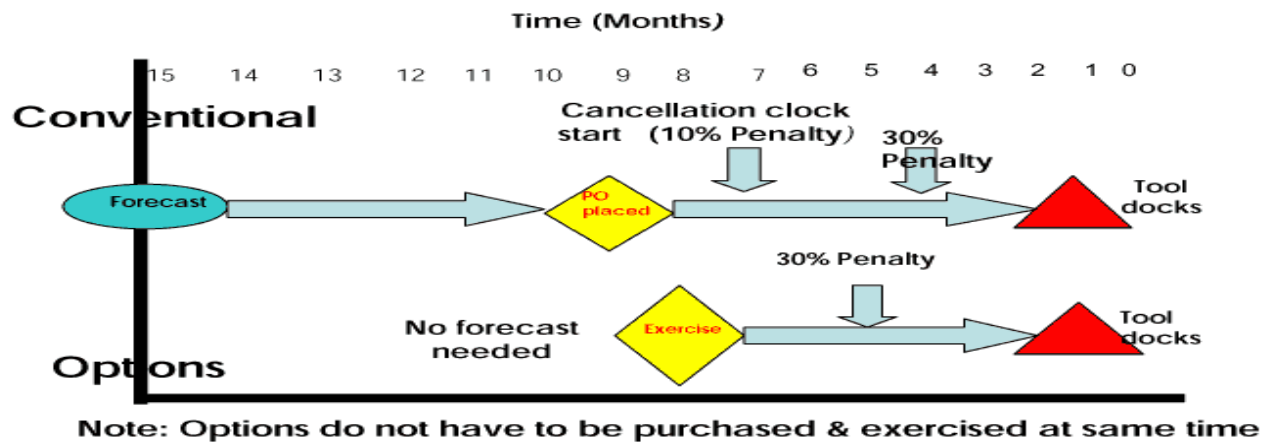 Time (Months)
15 14 13 12 11 10 9 8 7 6 5 4 3 2 1 0
Conventional
Cancellation clock
start (10% Penalty)
30%
Penalty
Forecast
PO
placed
Tool
docks
30% Penalty
No forecast
needed
Exercise
Tool
docks
Options
Note: Options do not have to be purchased & exercised at same time